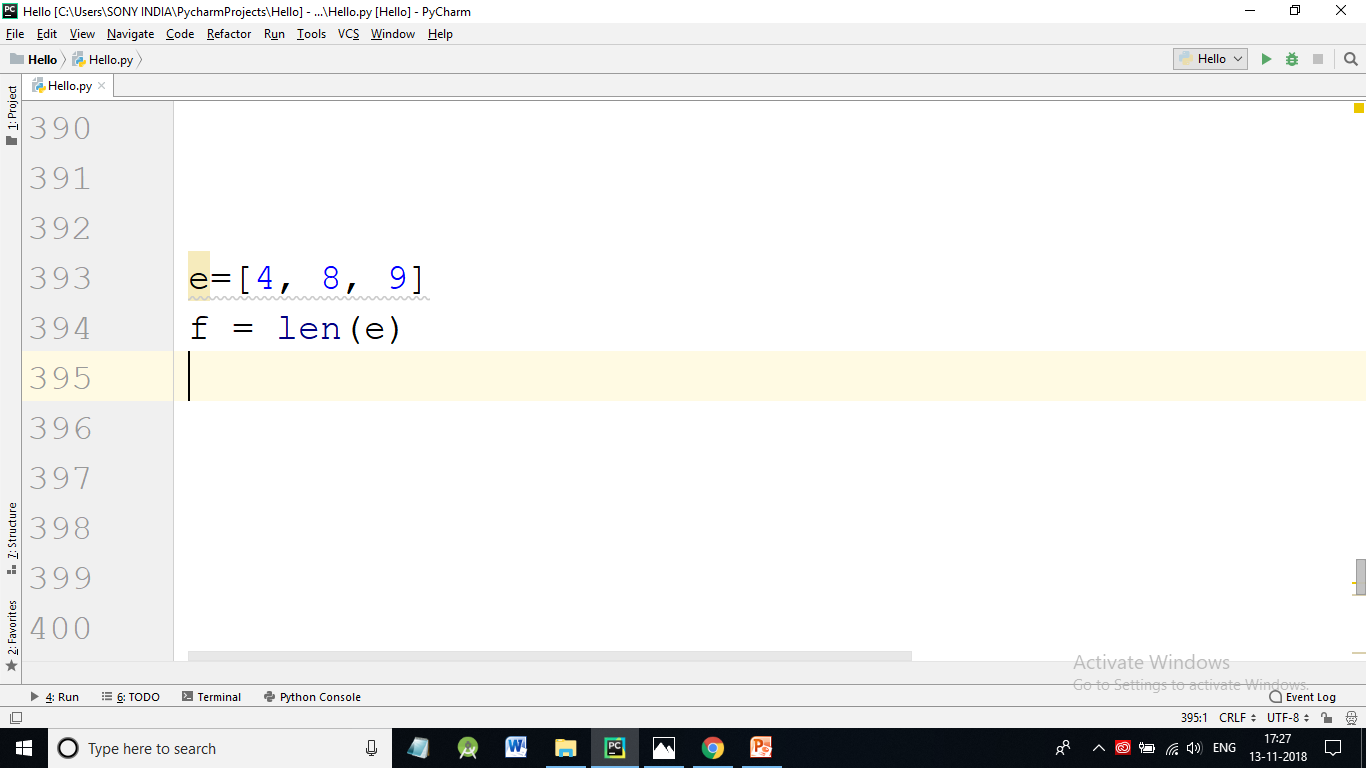 Hello [C:\Users\SONY INDIA\PycharmProjects\Hello] - ...\Hello.py [Hello] - PyCharm
File Edit View Navigate Code Refactor Run Tools VCS Window Help
Hello Hello.py Hello
Hello.py
1: Project
390
391
392
393 e=[4, 8, 9]
394 f = len(e)
395
396
397
398
399
400
7: Structure
2: Favorites
Activate Windows
Go to Settings to activate Windows.
4: Run 6: TODO Terminal Python Console Event Log
395:1 CRLF UTF-8
Type here to search
ENG 17:27
13-11-2018